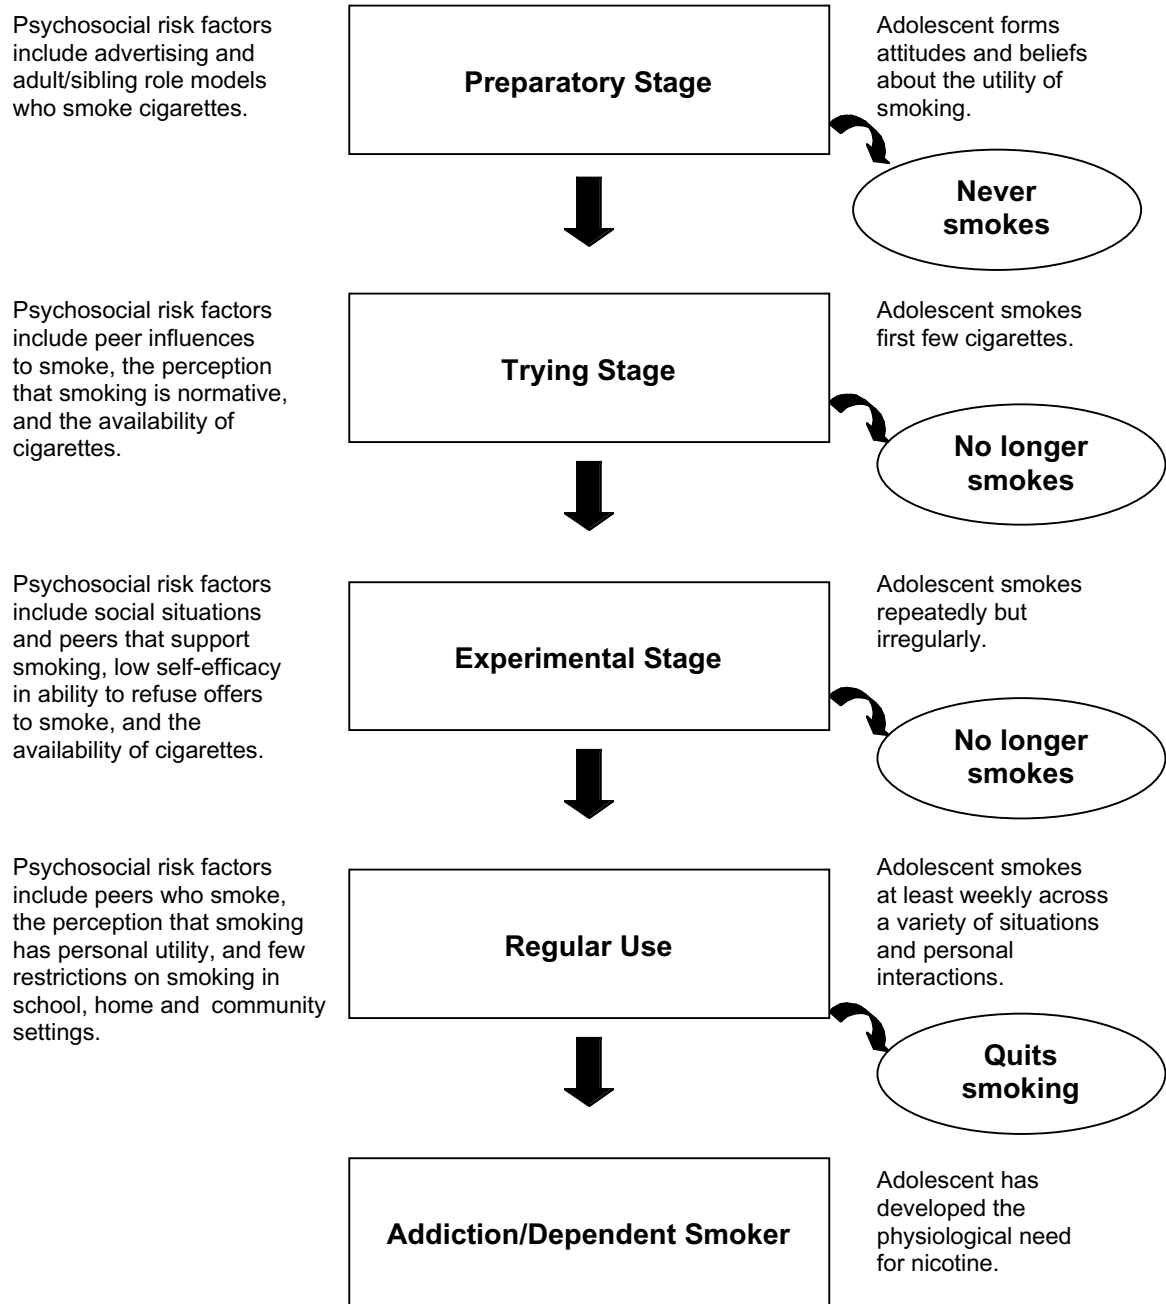 Psychosocial risk factors
include advertising and
adult/sibling role models
who smoke cigarettes.
Preparatory Stage
Adolescent forms
attitudes and beliefs
about the utility of
smoking.
Never
smokes
Psychosocial risk factors
include peer influences
to smoke, the perception
that smoking is normative,
and the availability of
cigarettes.
Trying Stage
Adolescent smokes
first few cigarettes.
No longer
smokes
Psychosocial risk factors
include social situations
and peers that support
smoking, low self-efficacy
in ability to refuse offers
to smoke, and the
availability of cigarettes.
Experimental Stage
Adolescent smokes
repeatedly but
irregularly.
No longer
smokes
Psychosocial risk factors
include peers who smoke,
the perception that smoking
has personal utility, and few
restrictions on smoking in
school, home and community
settings.
Regular Use
Adolescent smokes
at least weekly across
a variety of situations
and personal
interactions.
Quits
smoking
Addiction/Dependent Smoker
Adolescent has
developed the
physiological need
for nicotine.